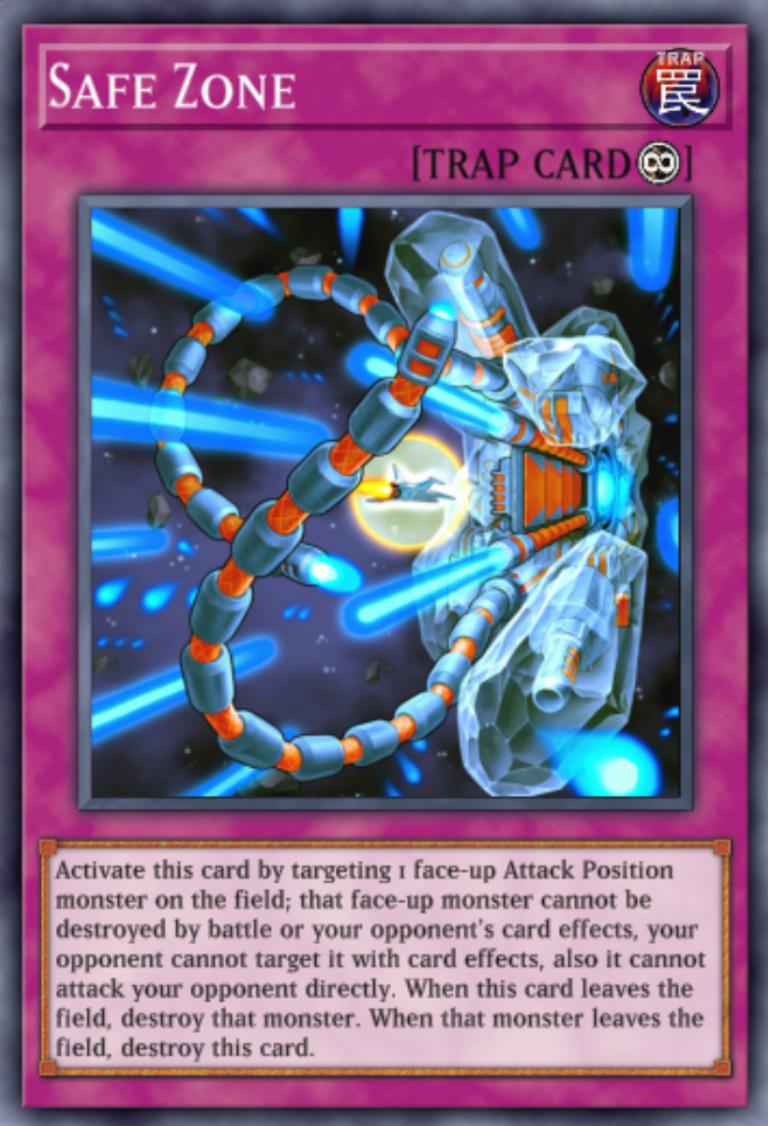 SAFE ZONE
TRAP
罠
[TRAP CARD♾]
Activate this card by targeting 1 face-up Attack Position
monster on the field; that face-up monster cannot be
destroyed by battle or your opponent's card effects, your
opponent cannot target it with card effects, also it cannot
attack your opponent directly. When this card leaves the
field, destroy that monster. When that monster leaves the
field, destroy this card.